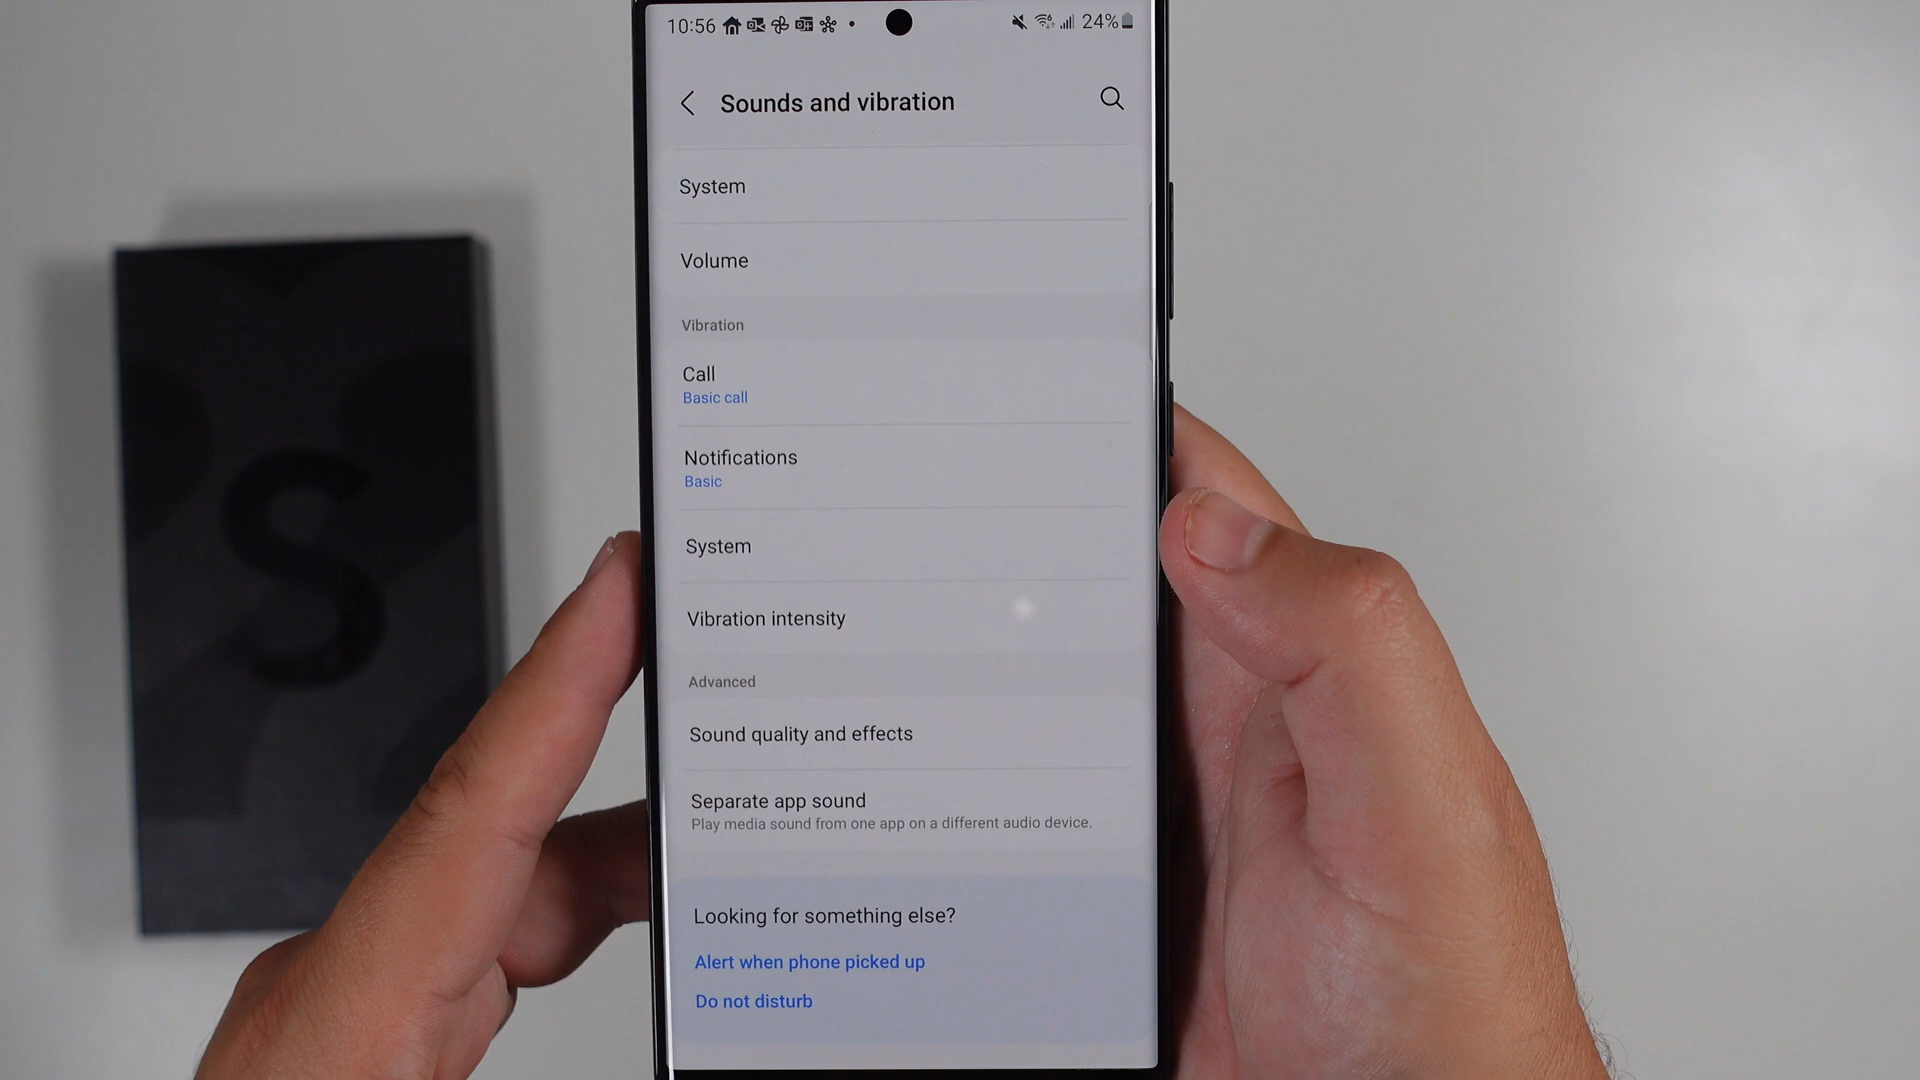 10:56
24%
Sounds and vibration
System
Volume
Vibration
Call
Basic call
Notifications
Basic
System
Vibration intensity
Advanced
Sound quality and effects
Separate app sound
Play media sound from one app on a different audio device.
Looking for something else?
Alert when phone picked up
Do not disturb
S